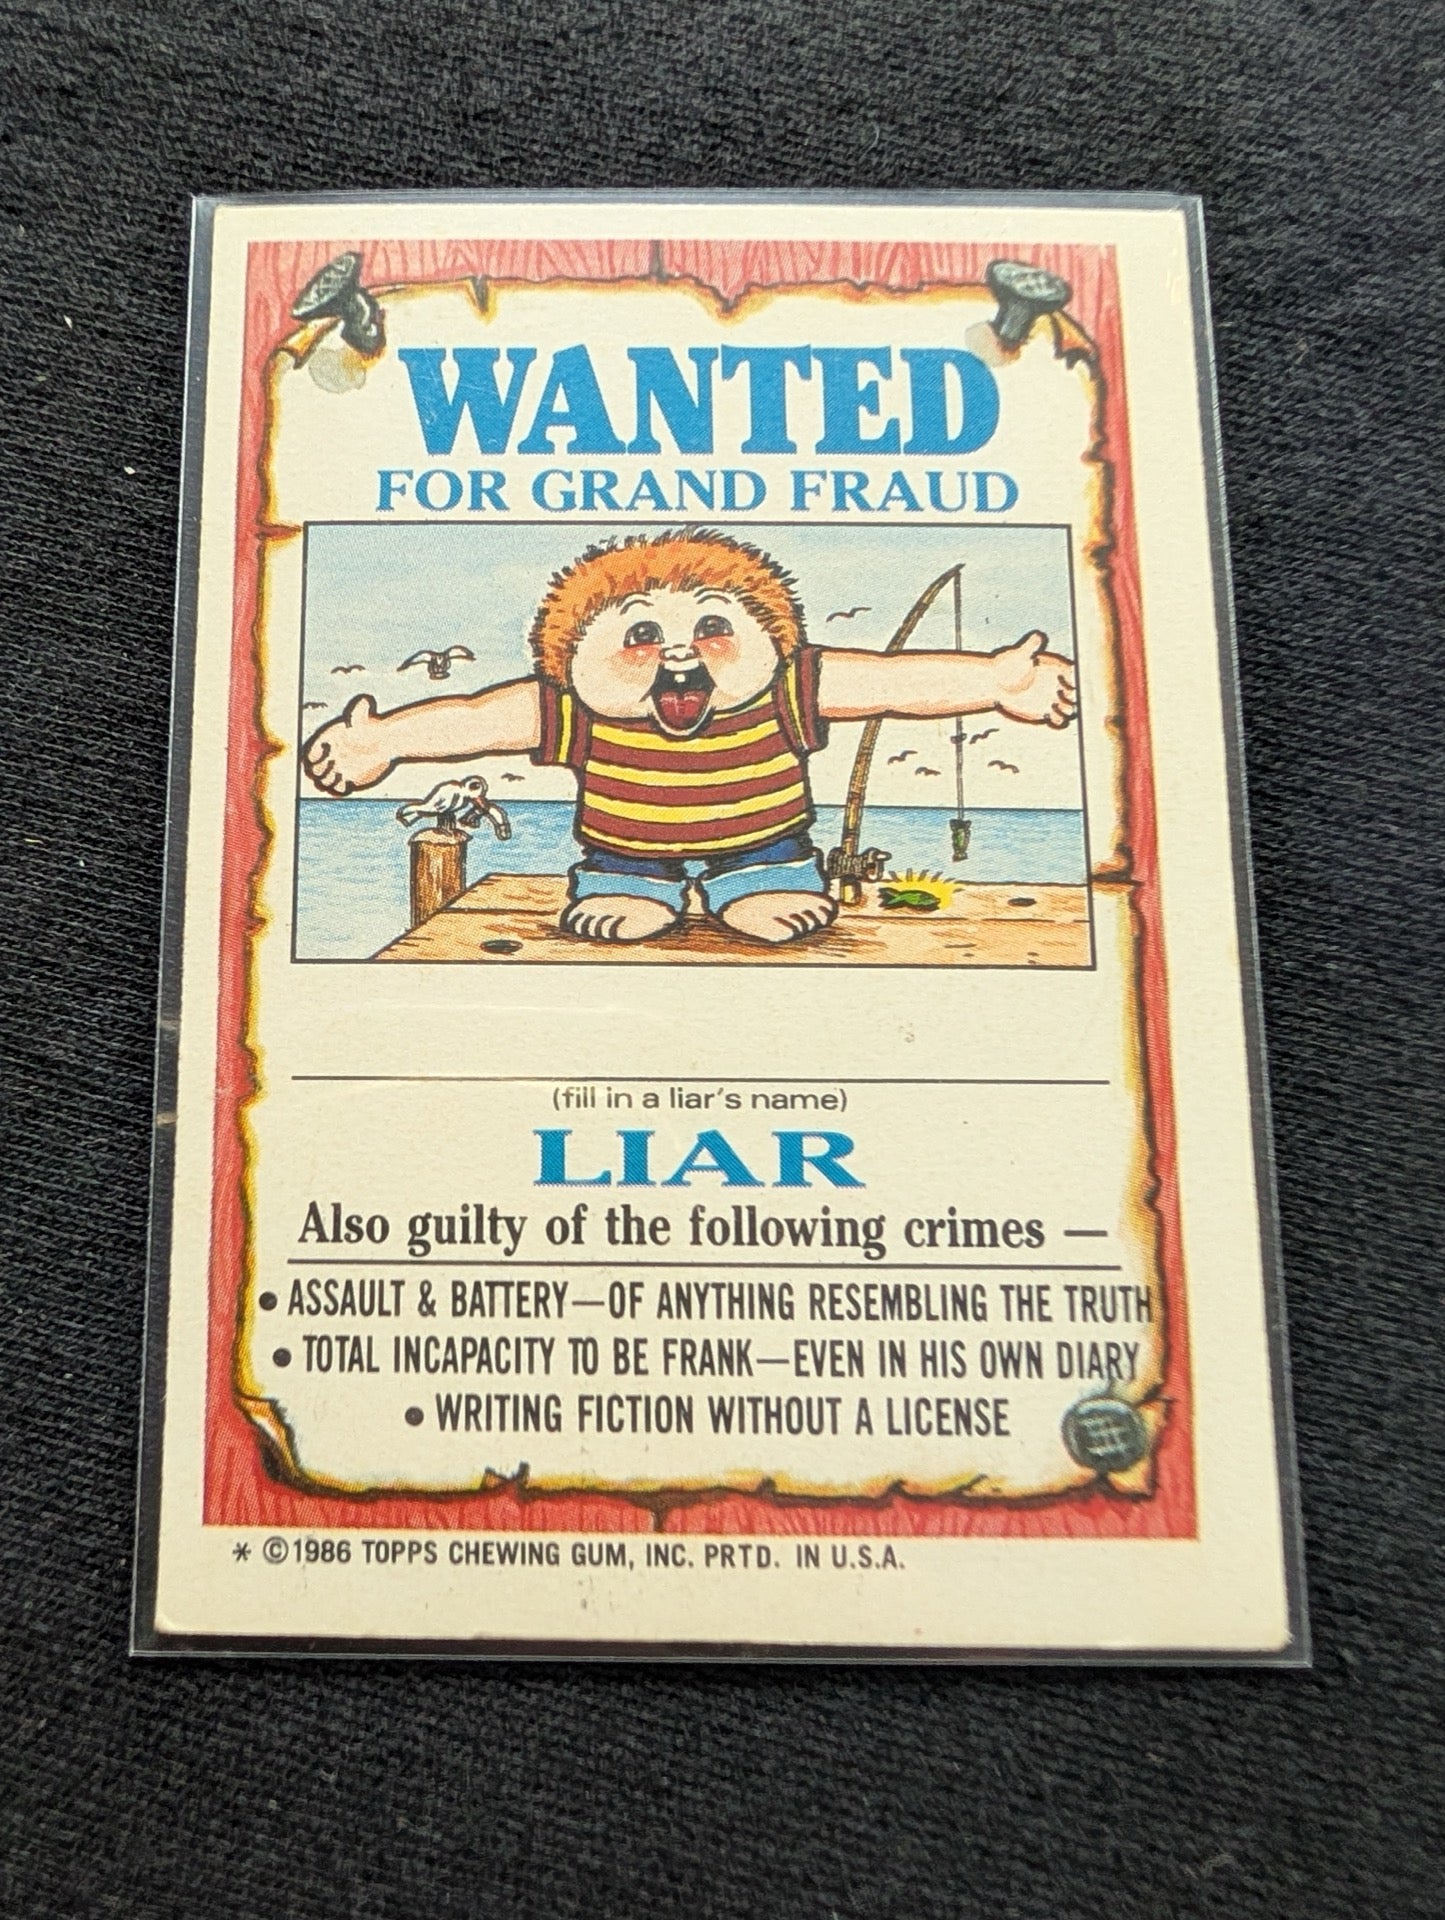 WANTED
FOR GRAND FRAUD
(fill in a liar's name)
LIAR
Also guilty of the following crimes —
• ASSAULT & BATTERY—OF ANYTHING RESEMBLING THE TRUTH
• TOTAL INCAPACITY TO BE FRANK—EVEN IN HIS OWN DIARY
• WRITING FICTION WITHOUT A LICENSE
* ©1986 TOPPS CHEWING GUM, INC. PRTD. IN U.S.A.